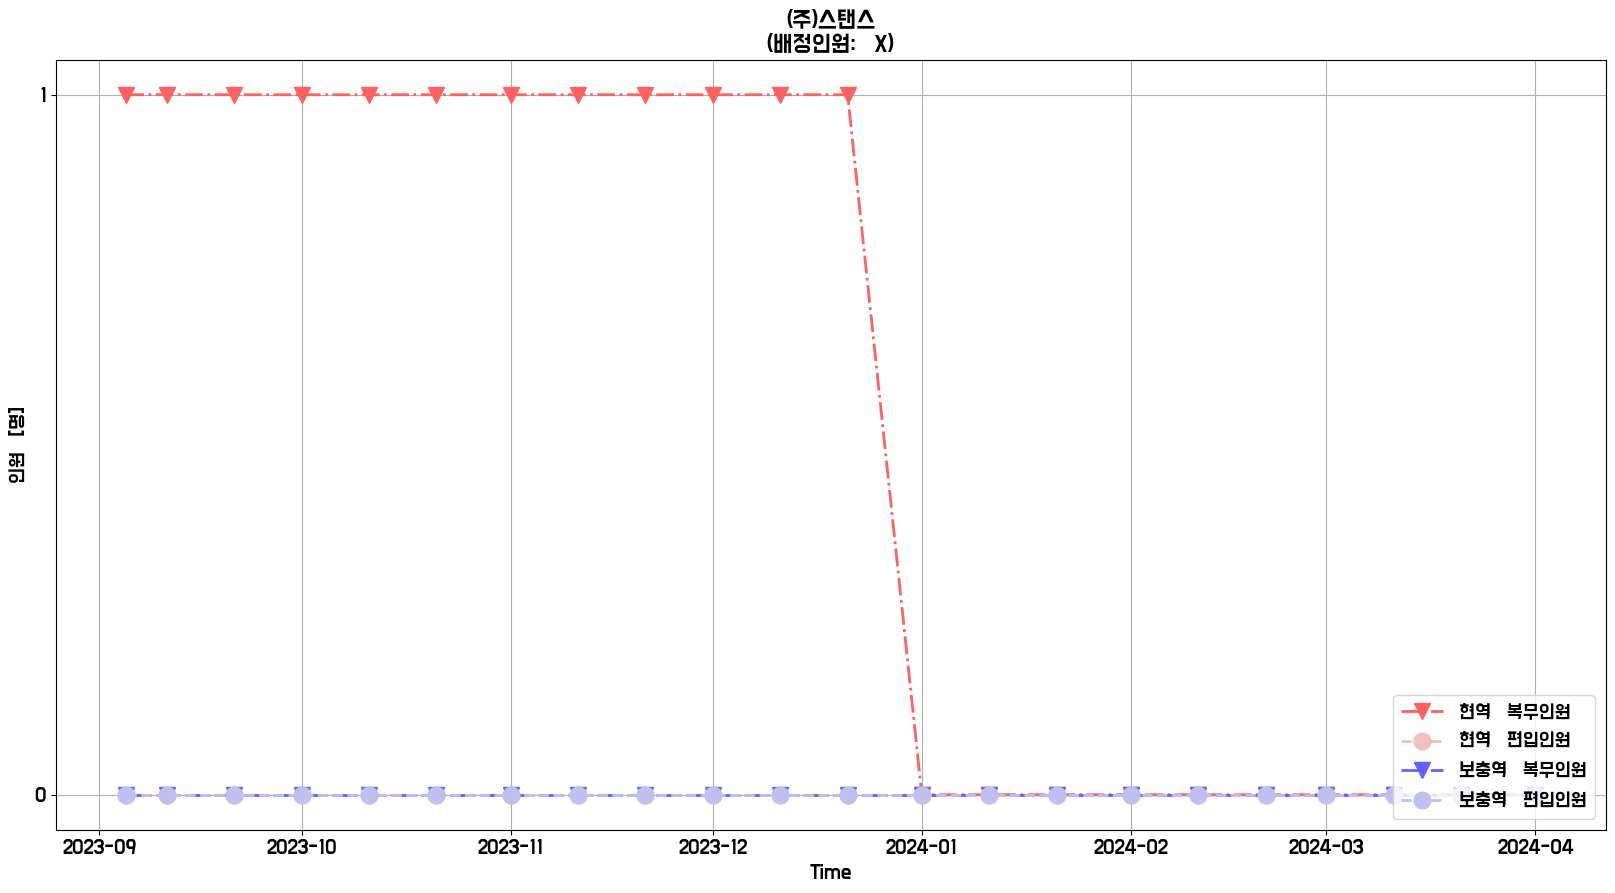 (주)스탠스
(배정인원: X)
인원 [명]
1
0
현역 복무인원
현역 편입인원
보충역 복무인원
보충역 편입인원
2023-09 2023-10 2023-11 2023-12 2024-01 2024-02 2024-03 2024-04
Time